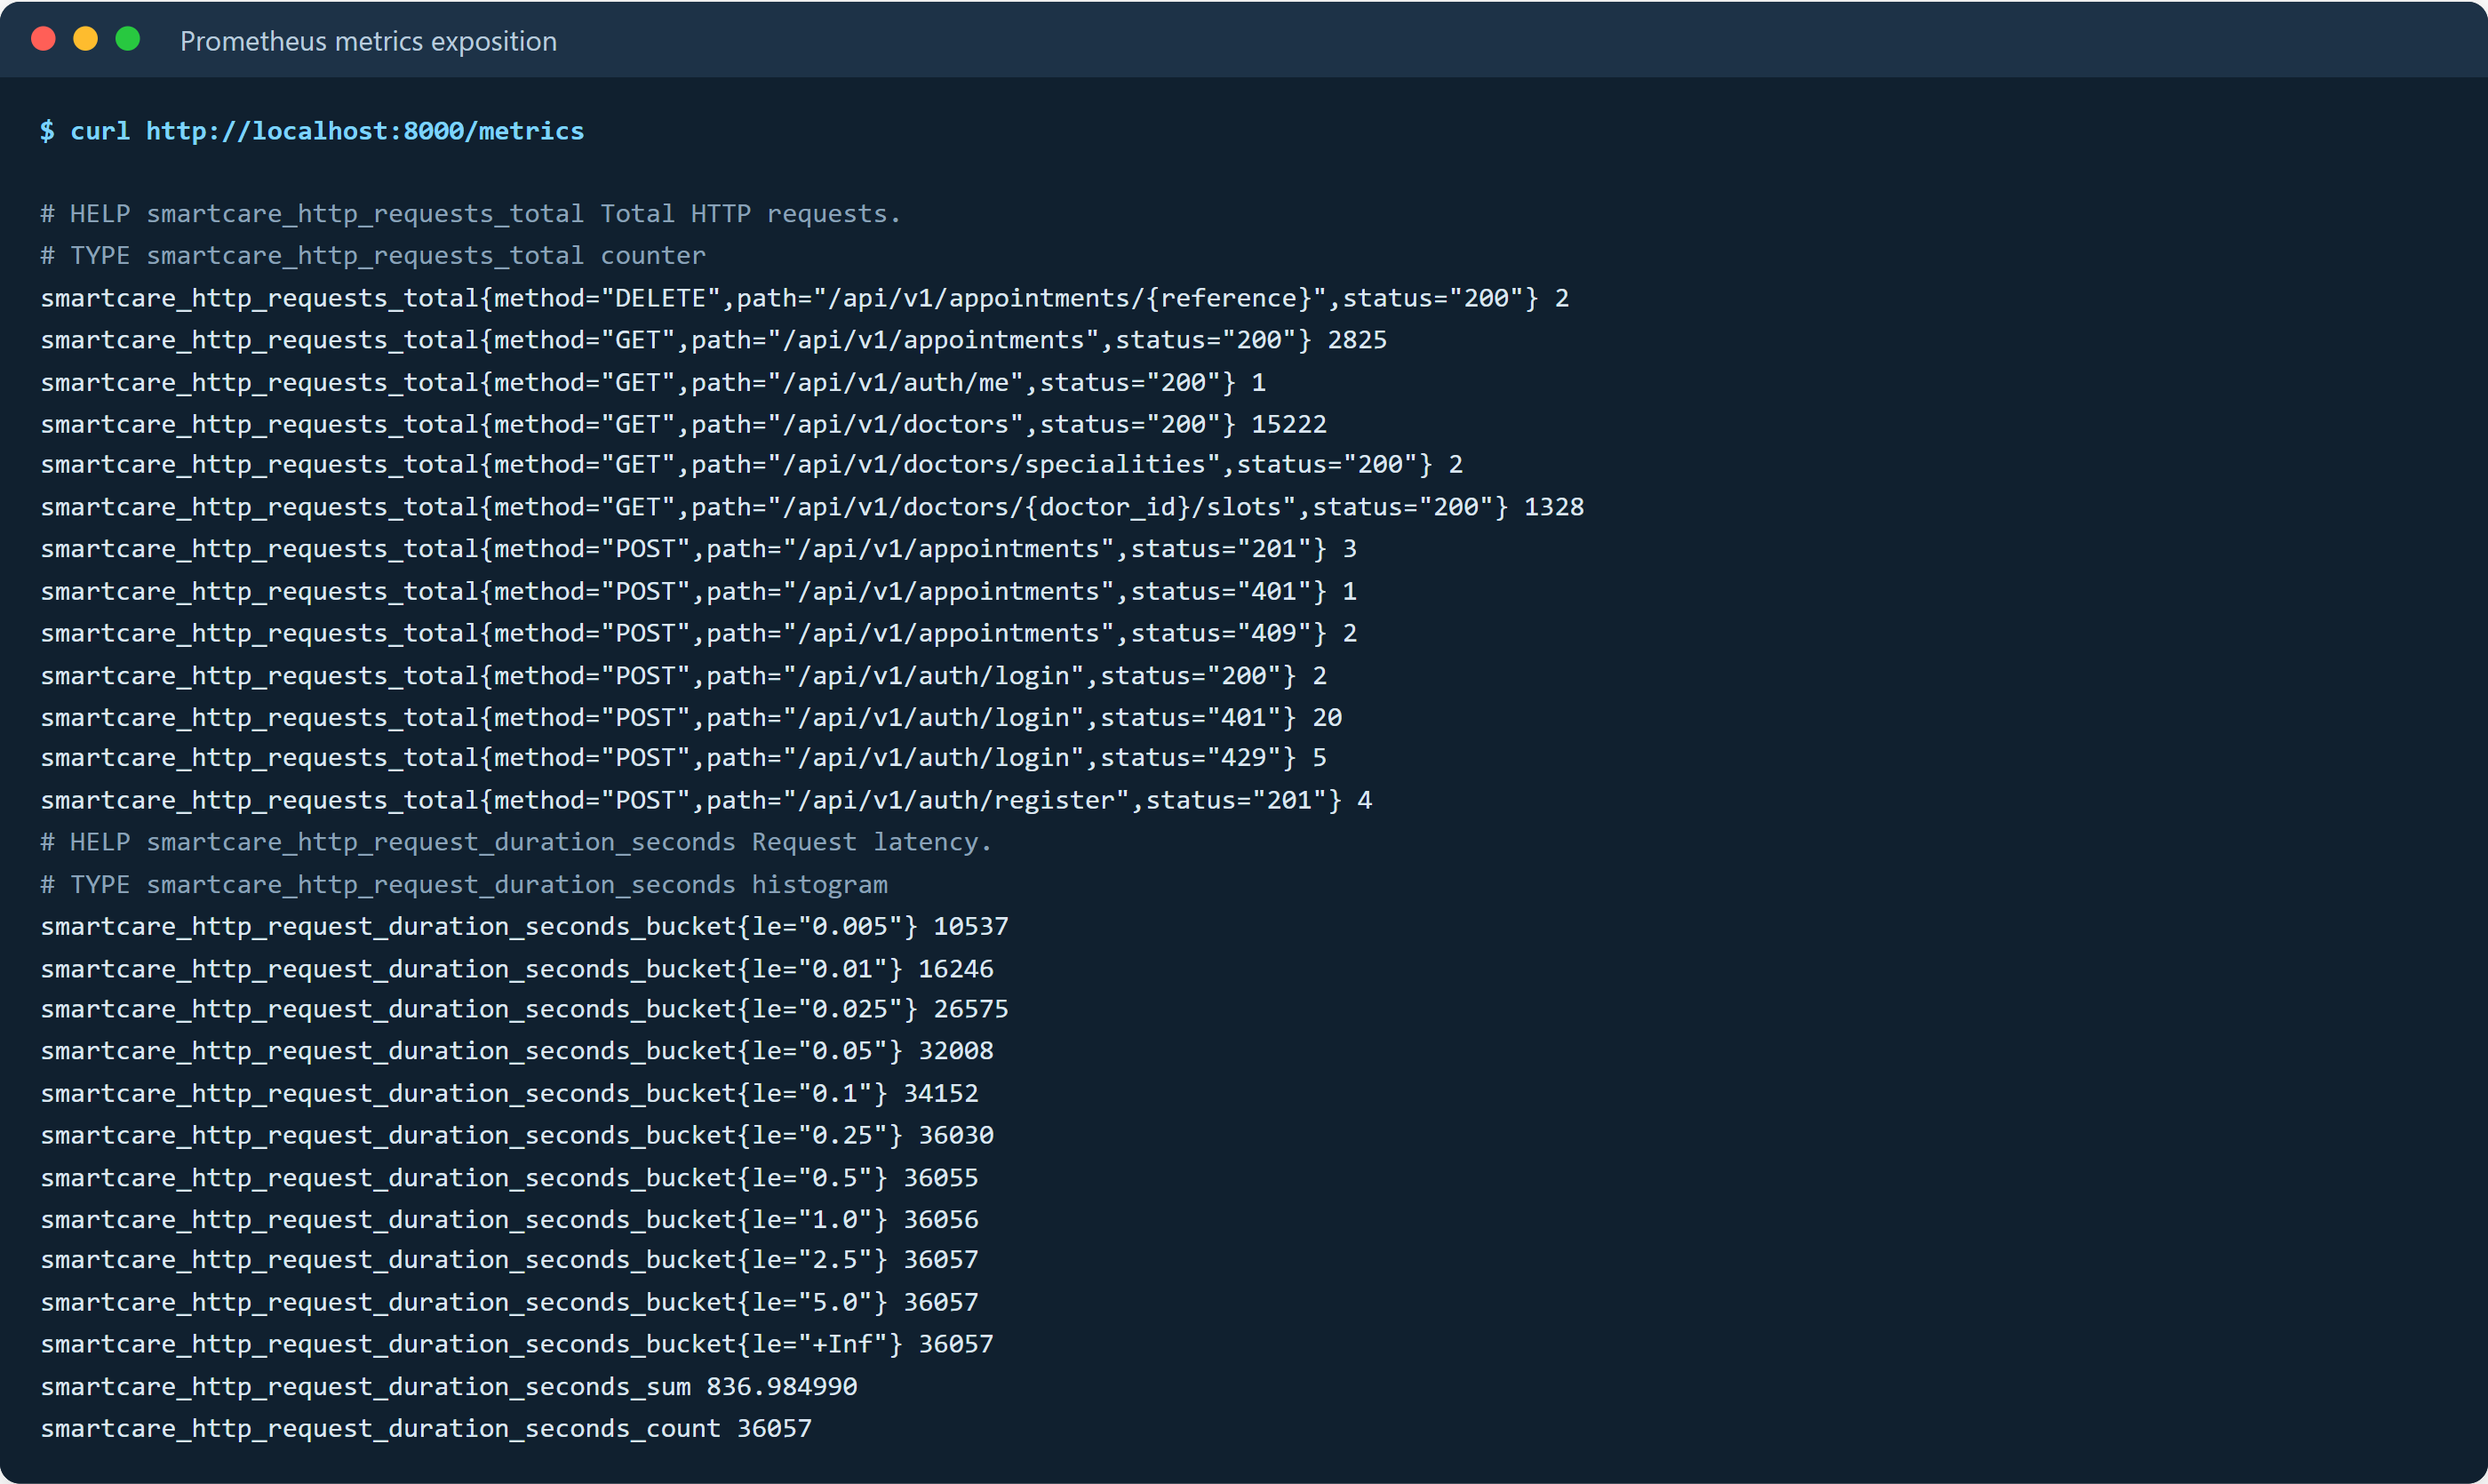 Prometheus metrics exposition
$ curl http://localhost:8000/metrics
# HELP smartcare_http_requests_total Total HTTP requests.
# TYPE smartcare_http_requests_total counter
smartcare_http_requests_total{method="DELETE",path="/api/v1/appointments/{reference}",status="200"} 2
smartcare_http_requests_total{method="GET",path="/api/v1/appointments",status="200"} 2825
smartcare_http_requests_total{method="GET",path="/api/v1/auth/me",status="200"} 1
smartcare_http_requests_total{method="GET",path="/api/v1/doctors",status="200"} 15222
smartcare_http_requests_total{method="GET",path="/api/v1/doctors/specialities",status="200"} 2
smartcare_http_requests_total{method="GET",path="/api/v1/doctors/{doctor_id}/slots",status="200"} 1328
smartcare_http_requests_total{method="POST",path="/api/v1/appointments",status="201"} 3
smartcare_http_requests_total{method="POST",path="/api/v1/appointments",status="401"} 1
smartcare_http_requests_total{method="POST",path="/api/v1/appointments",status="409"} 2
smartcare_http_requests_total{method="POST",path="/api/v1/auth/login",status="200"} 2
smartcare_http_requests_total{method="POST",path="/api/v1/auth/login",status="401"} 20
smartcare_http_requests_total{method="POST",path="/api/v1/auth/login",status="429"} 5
smartcare_http_requests_total{method="POST",path="/api/v1/auth/register",status="201"} 4
# HELP smartcare_http_request_duration_seconds Request latency.
# TYPE smartcare_http_request_duration_seconds histogram
smartcare_http_request_duration_seconds_bucket{le="0.005"} 10537
smartcare_http_request_duration_seconds_bucket{le="0.01"} 16246
smartcare_http_request_duration_seconds_bucket{le="0.025"} 26575
smartcare_http_request_duration_seconds_bucket{le="0.05"} 32008
smartcare_http_request_duration_seconds_bucket{le="0.1"} 34152
smartcare_http_request_duration_seconds_bucket{le="0.25"} 36030
smartcare_http_request_duration_seconds_bucket{le="0.5"} 36055
smartcare_http_request_duration_seconds_bucket{le="1.0"} 36056
smartcare_http_request_duration_seconds_bucket{le="2.5"} 36057
smartcare_http_request_duration_seconds_bucket{le="5.0"} 36057
smartcare_http_request_duration_seconds_bucket{le="+Inf"} 36057
smartcare_http_request_duration_seconds_sum 836.984990
smartcare_http_request_duration_seconds_count 36057